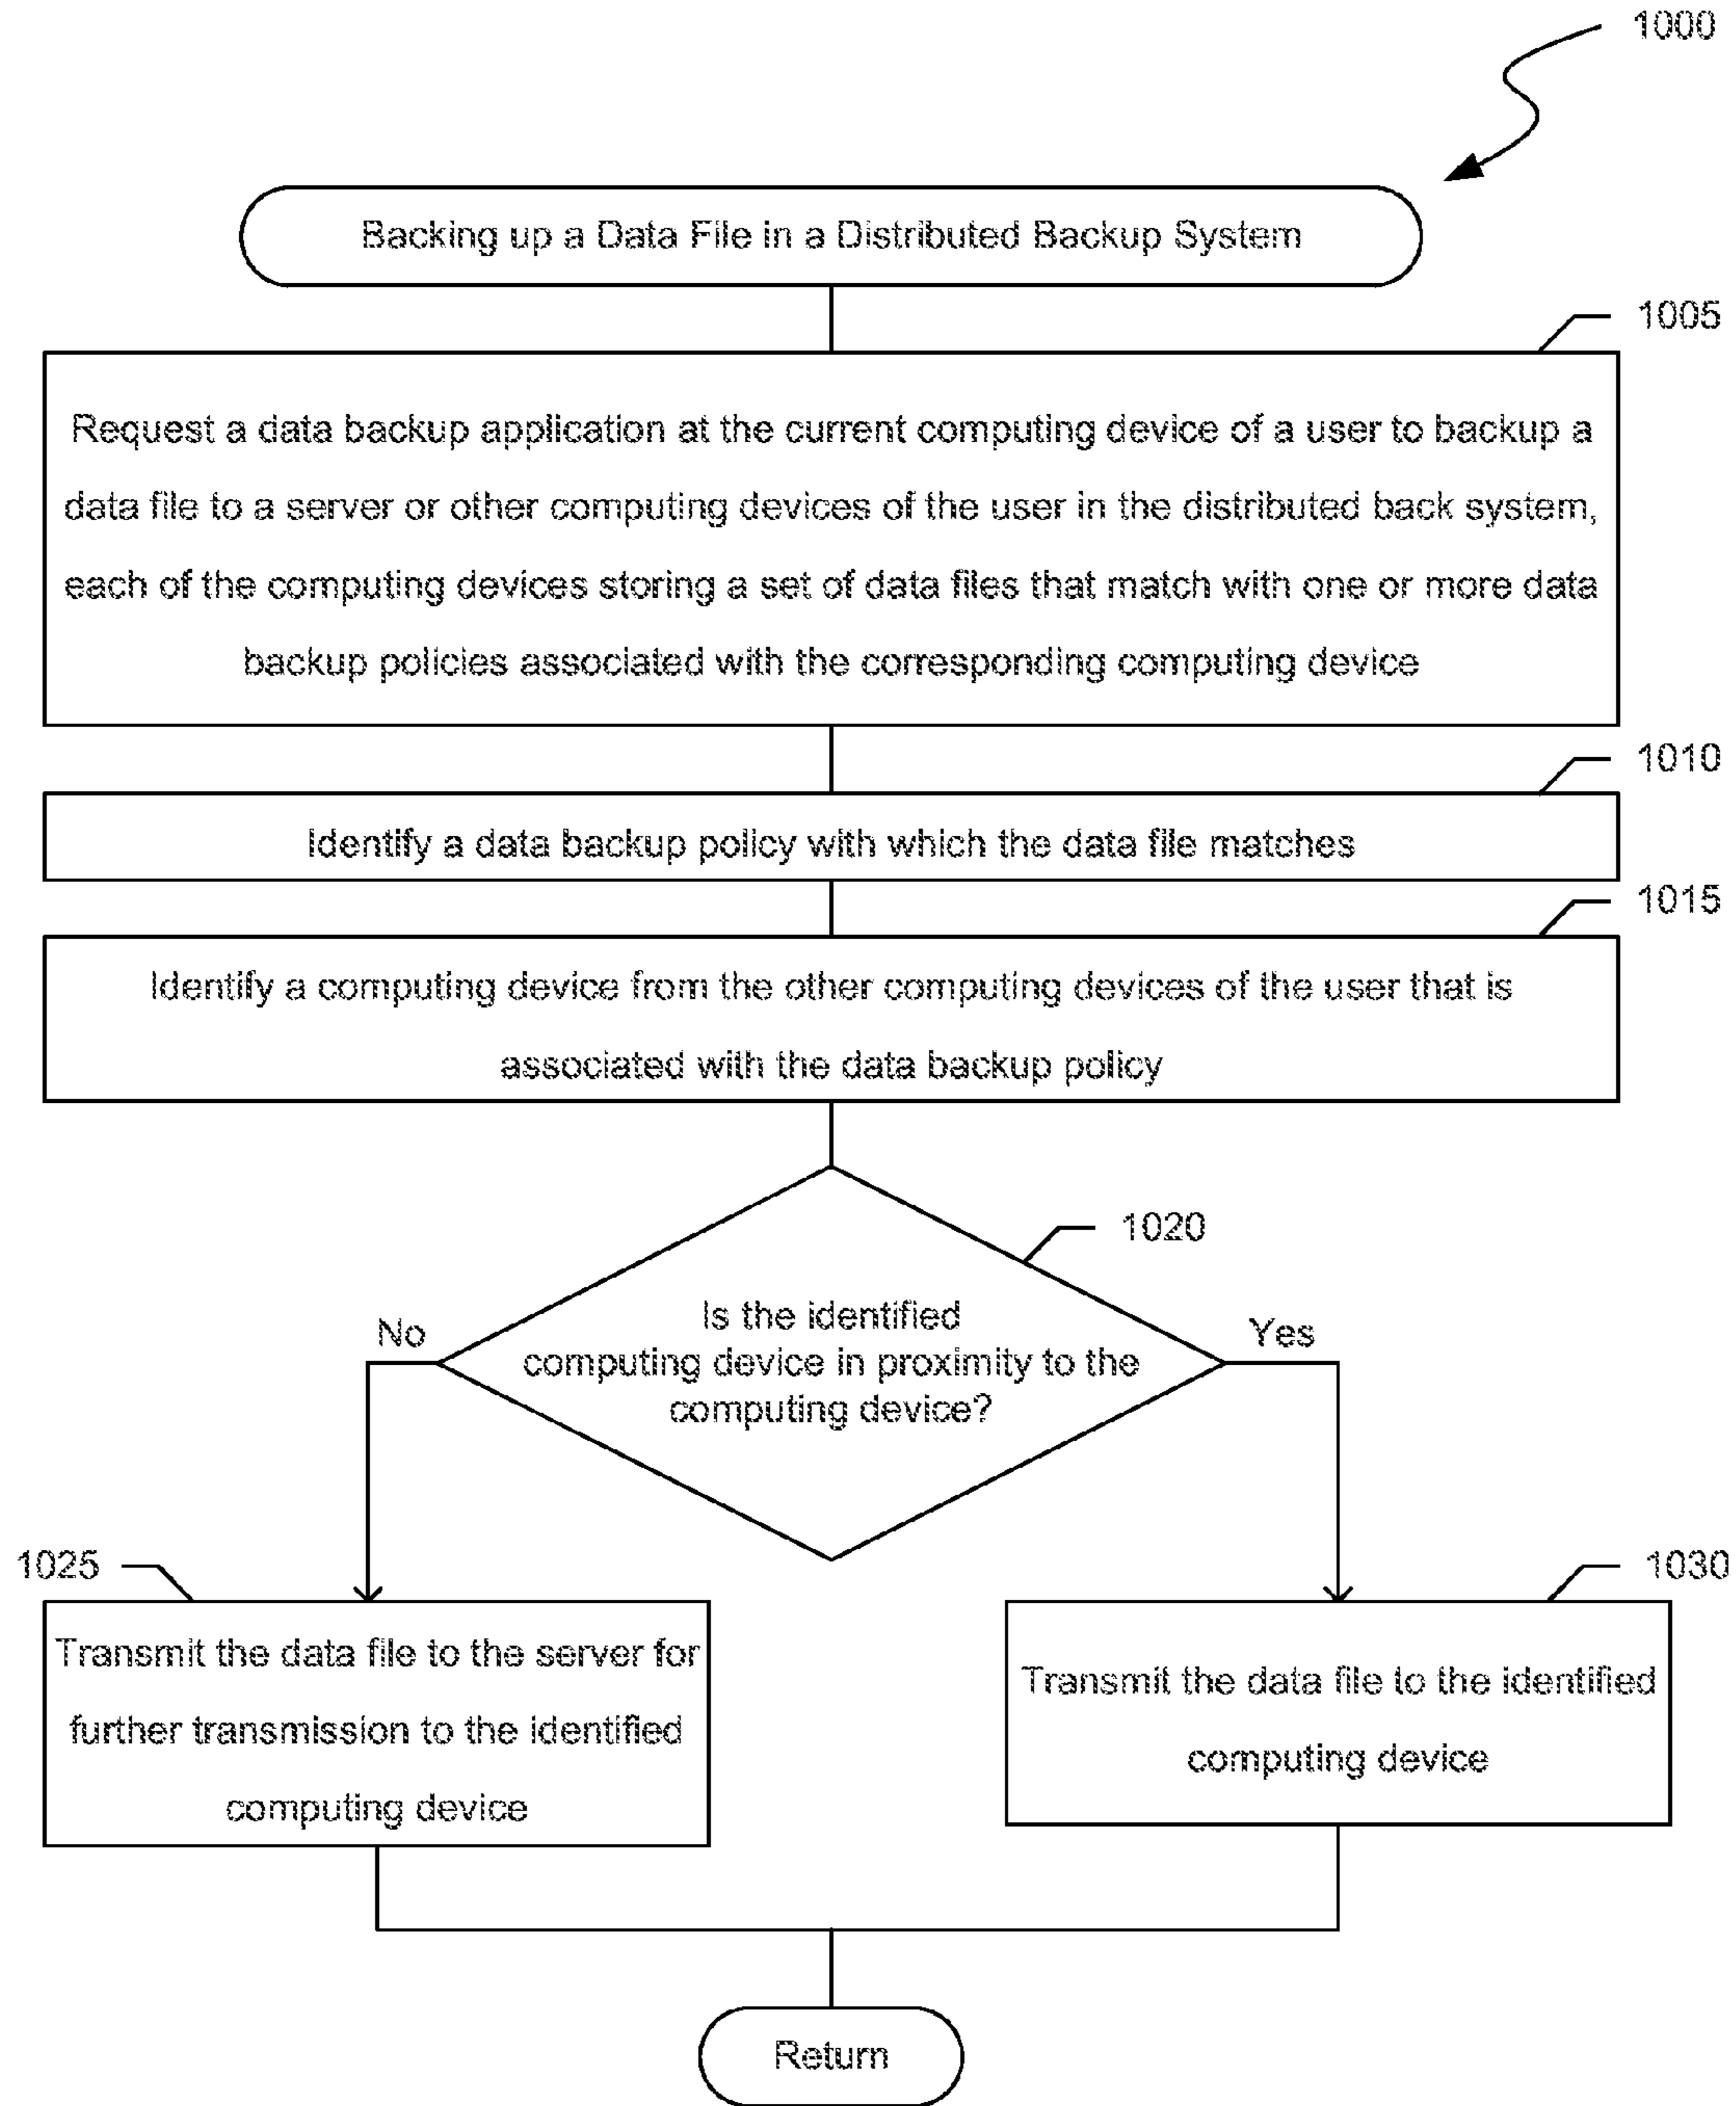 1000
Backing up a Data File in a Distributed Backup System
1005
Request a data backup application at the current computing device of a user to backup a
data file to a server or other computing devices of the user in the distributed back system,
each of the computing devices storing a set of data files that match with one or more data
backup policies associated with the corresponding computing device
1010
Identify a data backup policy with which the data file matches
1015
Identify a computing device from the other computing devices of the user that is
associated with the data backup policy
1020
Is the identified
computing device in proximity to the
computing device?
No
Yes
1025
Transmit the data file to the server for
further transmission to the identified
computing device
1030
Transmit the data file to the identified
computing device
Return